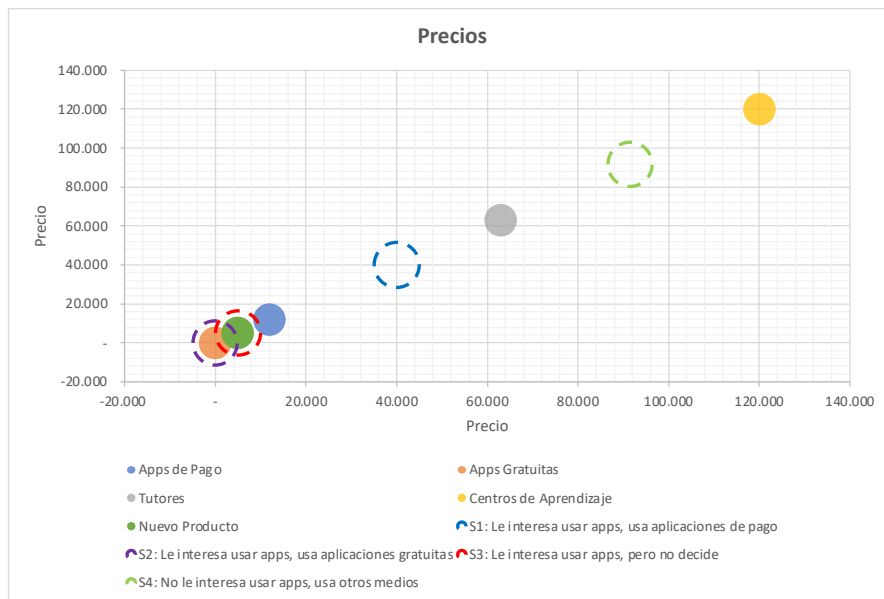 Precios
140.000
120.000
100.000
80.000
60.000
40.000
20.000
-
-20.000
Precio
-20.000 - 20.000 40.000 60.000 80.000 100.000 120.000 140.000
Precio
Apps de Pago Apps Gratuitas
Tutores Centros de Aprendizaje
Nuevo Producto S1: Le interesa usar apps, usa aplicaciones de pago
S2: Le interesa usar apps, usa aplicaciones gratuitas S3: Le interesa usar apps, pero no decide
S4: No le interesa usar apps, usa otros medios